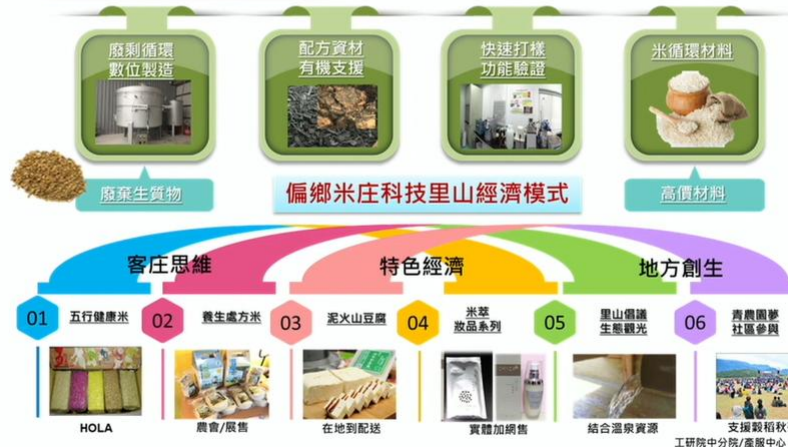 廢剩循環
數位製造
配方資材
有機支援
快速打樣
功能驗證
米循環材料
廢棄生質物
偏鄉米庄科技里山經濟模式
高價材料
客庄思維
特色經濟
地方創生
01
五行健康米
02
養生處方米
03
泥火山豆腐
04
米萃
妝品系列
05
里山倡議
生態觀光
06
青農園夢
社區參與
HOLA
農會/展售
在地到配送
實體加網售
結合溫泉資源
支援穀稻秋
工研院中分院/產服中心